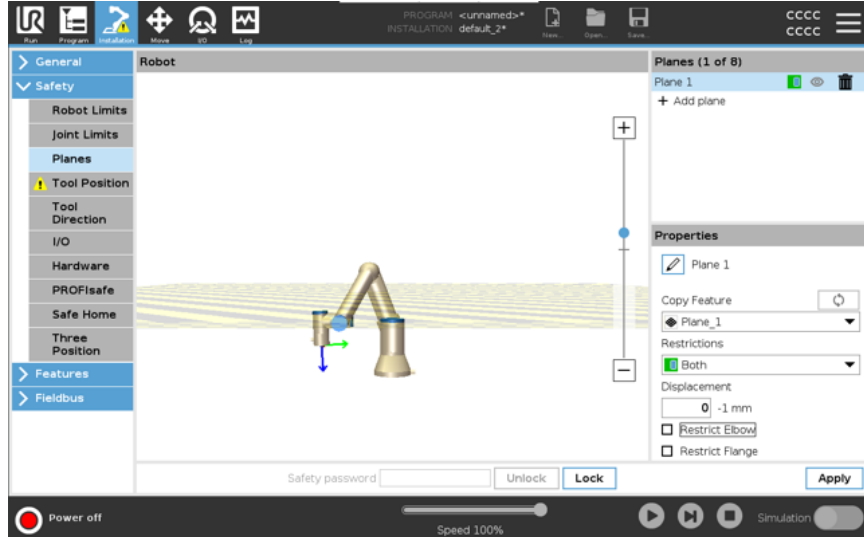 UR
PROGRAM <unnamed>*
INSTALLATION default_2*
CCCC
CCCC
Run Program Installation Move I/O Log New... Open... Save...
General
Safety
Robot Limits
Joint Limits
Planes
Tool Position
Tool
Direction
I/O
Hardware
PROFIsafe
Safe Home
Three
Position
Features
Fieldbus
Robot
Safety password Unlock Lock
Planes (1 of 8)
Plane 1
+ Add plane
Properties
Plane 1
Copy Feature
Plane_1
Restrictions
Both
Displacement
0 -1 mm
Restrict Elbow
Restrict Flange
Apply
Power off
Speed 100%
Simulation